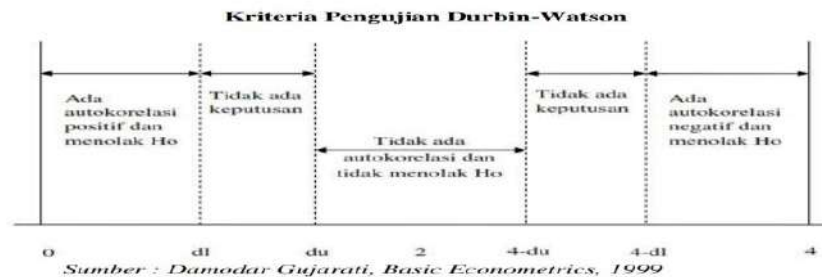 Kriteria Pengujian Durbin-Watson
Ada
autokorelasi
positif dan
menolak Ho
Tidak ada
keputusan
Tidak ada
autokorelasi dan
tidak menolak Ho
Tidak ada
keputusan
Ada
autokorelasi
negatif dan
menolak Ho
0 dl du 2 4-du 4-dl 4
Sumber : Damodar Gujarati, Basic Econometrics, 1999